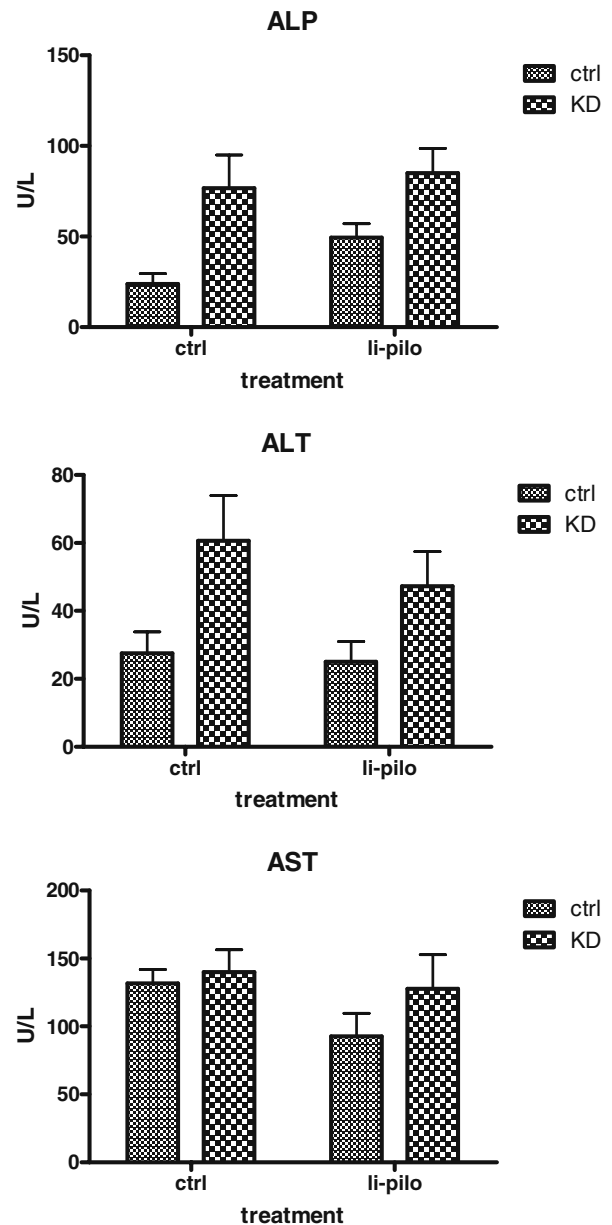 ALP
150
100
50
0
U/L
ctrl
li-pilo
treatment
ctrl
KD
ALT
80
60
40
20
0
U/L
ctrl
li-pilo
treatment
ctrl
KD
AST
200
150
100
50
0
U/L
ctrl
li-pilo
treatment
ctrl
KD